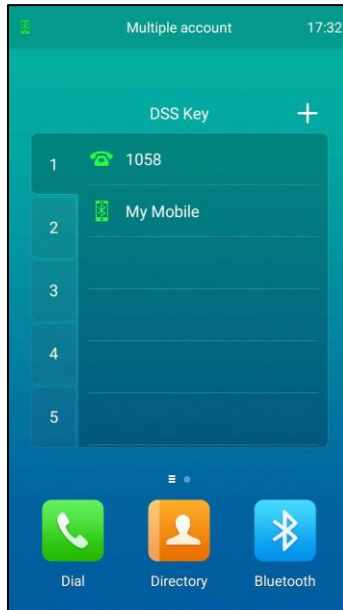 Multiple account 17:32
DSS Key +
1 1058
2 My Mobile
3
4
5
Dial Directory Bluetooth